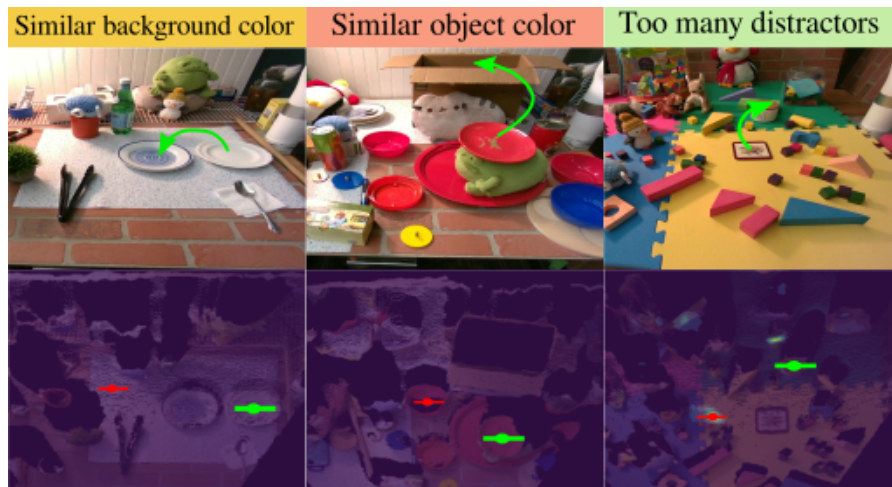 Similar background color
Similar object color
Too many distractors